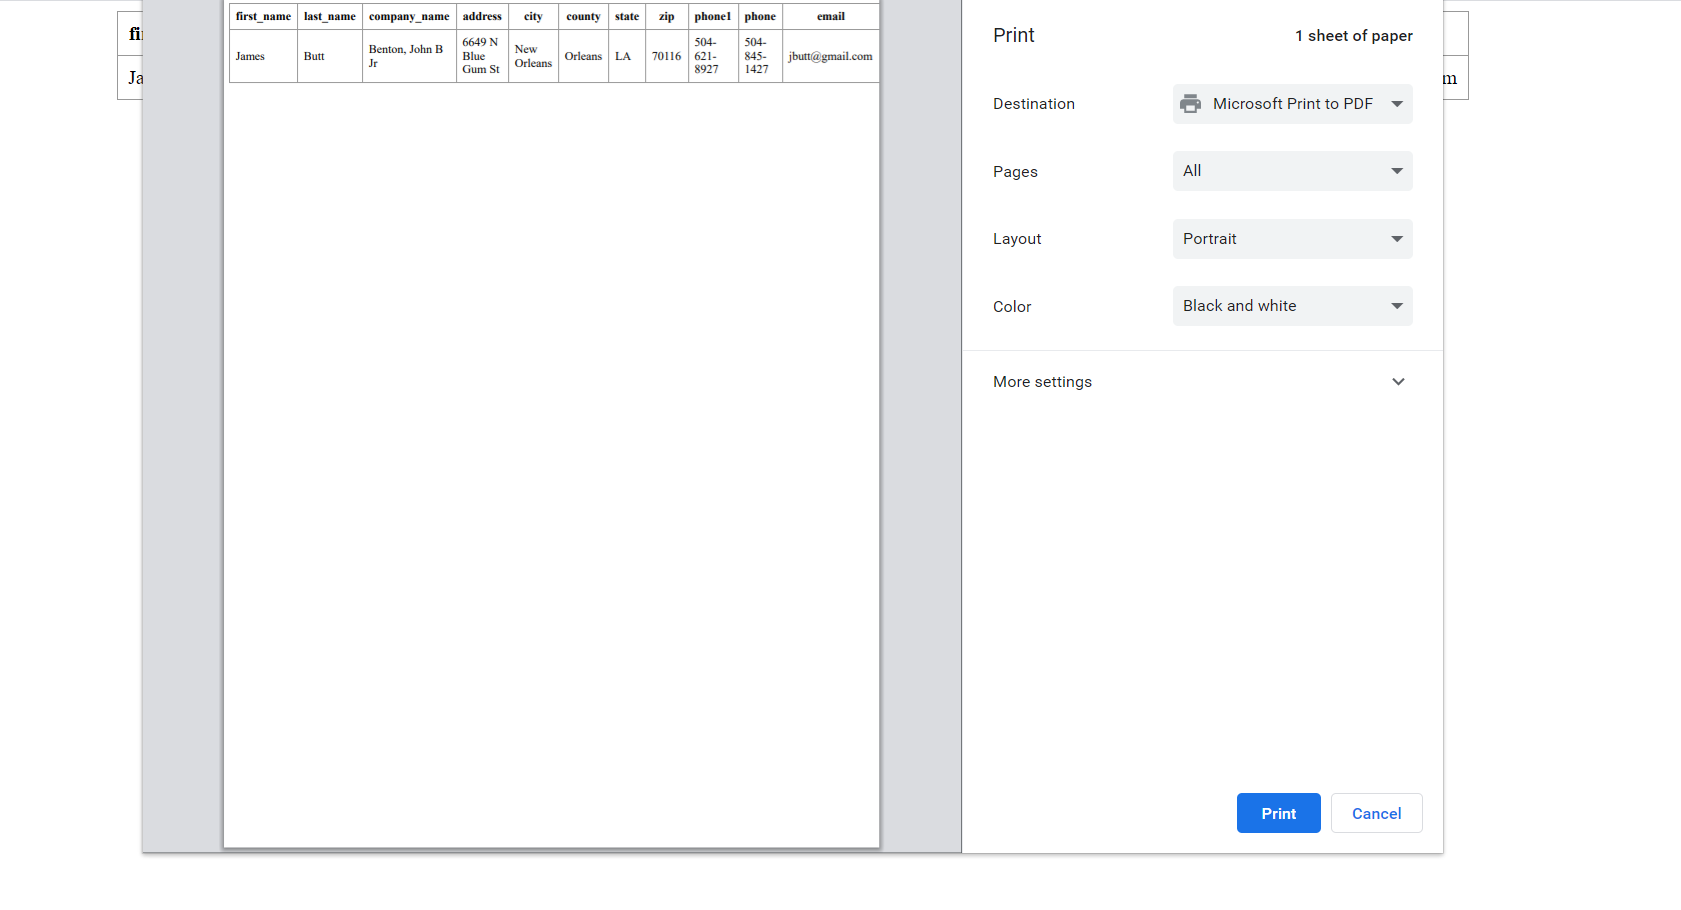 first_name last_name company_name address city county state zip phone1 phone email
James Butt Benton, John B Jr 6649 N Blue Gum St New Orleans Orleans LA 70116 504-621-8927 504-845-1427 jbutt@gmail.com
fi
Ja
m
Print 1 sheet of paper
Destination Microsoft Print to PDF
Pages All
Layout Portrait
Color Black and white
More settings
Print Cancel